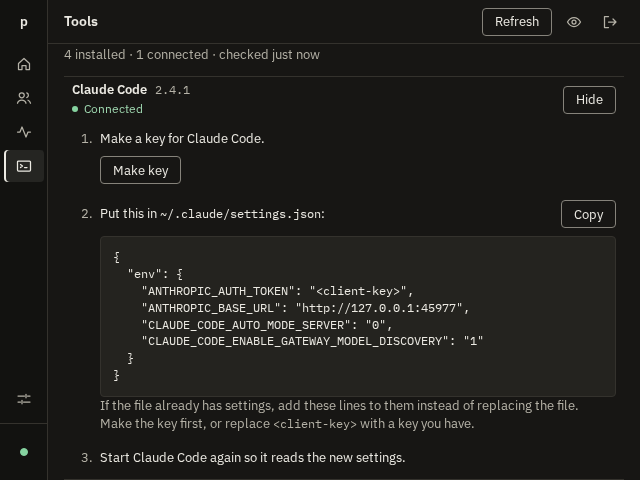 p
Tools
Refresh
4 installed · 1 connected · checked just now
Claude Code 2.4.1
Connected
Hide
1. Make a key for Claude Code.
Make key
2. Put this in ~/.claude/settings.json:
Copy
{
  "env": {
    "ANTHROPIC_AUTH_TOKEN": "<client-key>",
    "ANTHROPIC_BASE_URL": "http://127.0.0.1:45977",
    "CLAUDE_CODE_AUTO_MODE_SERVER": "0",
    "CLAUDE_CODE_ENABLE_GATEWAY_MODEL_DISCOVERY": "1"
  }
}
If the file already has settings, add these lines to them instead of replacing the file.
Make the key first, or replace <client-key> with a key you have.
3. Start Claude Code again so it reads the new settings.